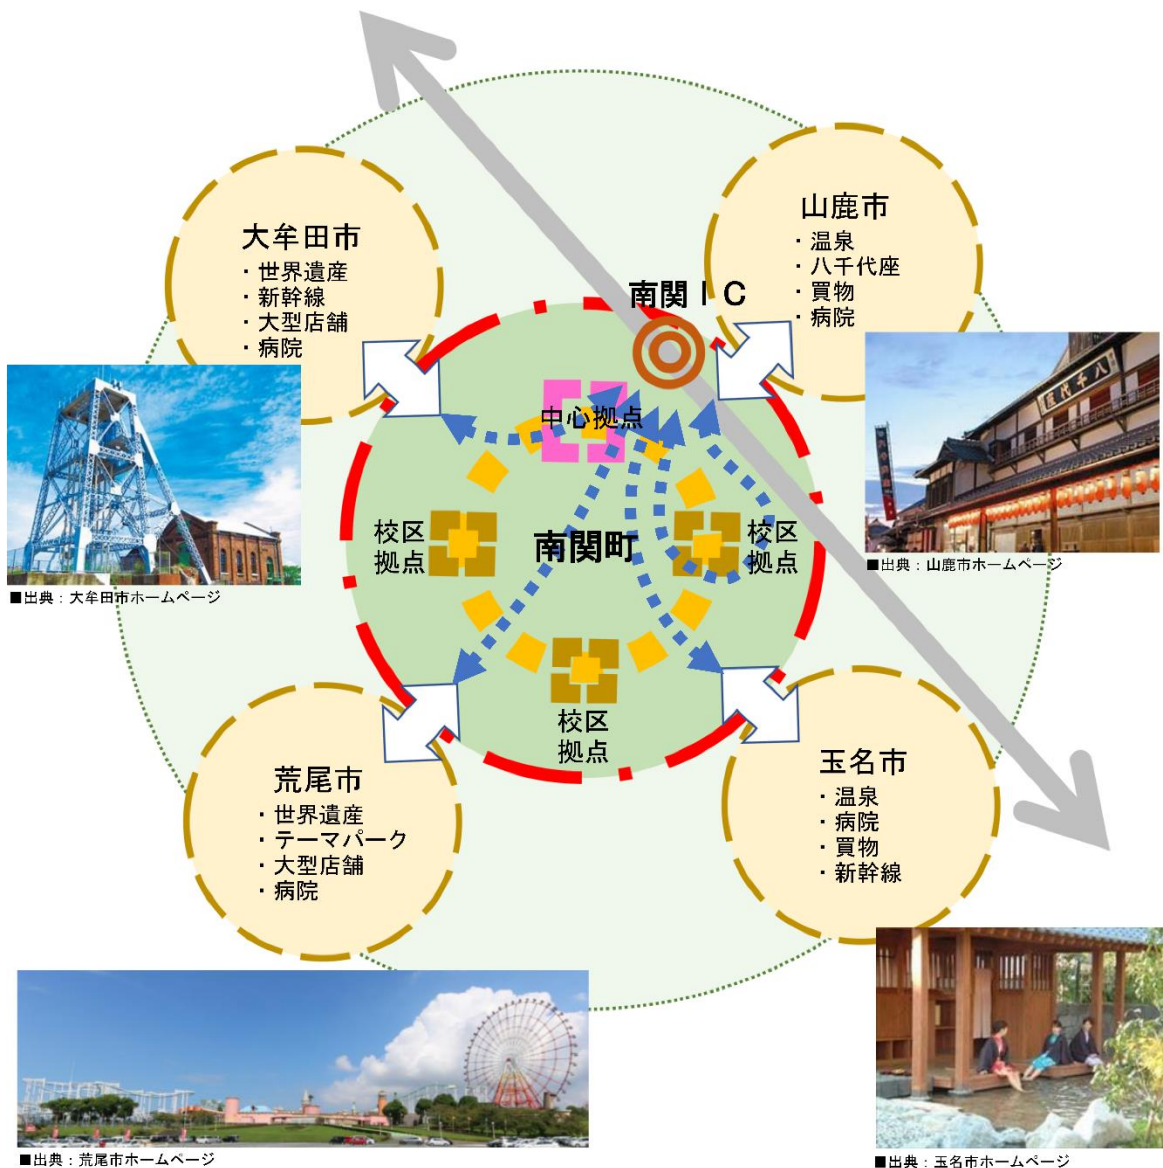 大牟田市
・世界遺産
・新幹線
・大型店舗
・病院
山鹿市
・温泉
・八千代座
・買物
・病院
南関IC
八千代座
■出典：大牟田市ホームページ
■出典：山鹿市ホームページ
中心拠点
校区
拠点
南関町
校区
拠点
校区
拠点
荒尾市
・世界遺産
・テーマパーク
・大型店舗
・病院
玉名市
・温泉
・病院
・買物
・新幹線
■出典：荒尾市ホームページ
■出典：玉名市ホームページ